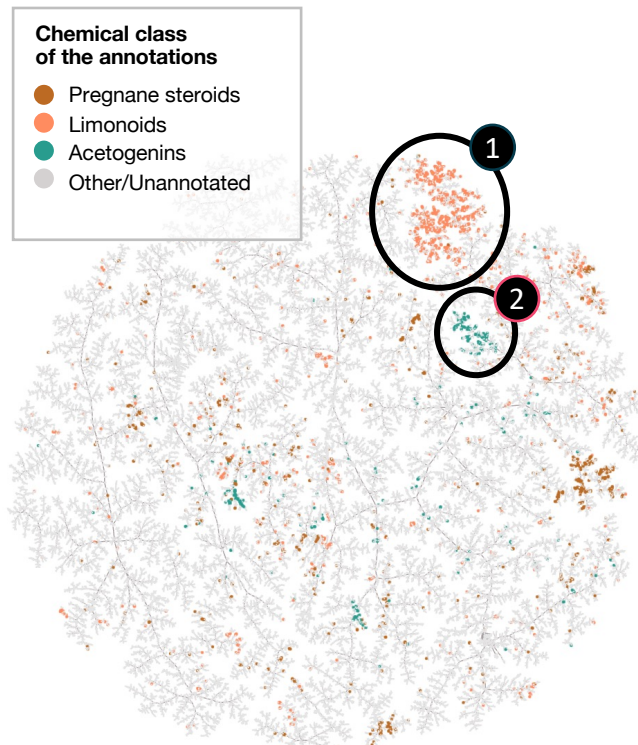 Chemical class
of the annotations
Pregnane steroids
Limonoids
Acetogenins
Other/Unannotated
1
2